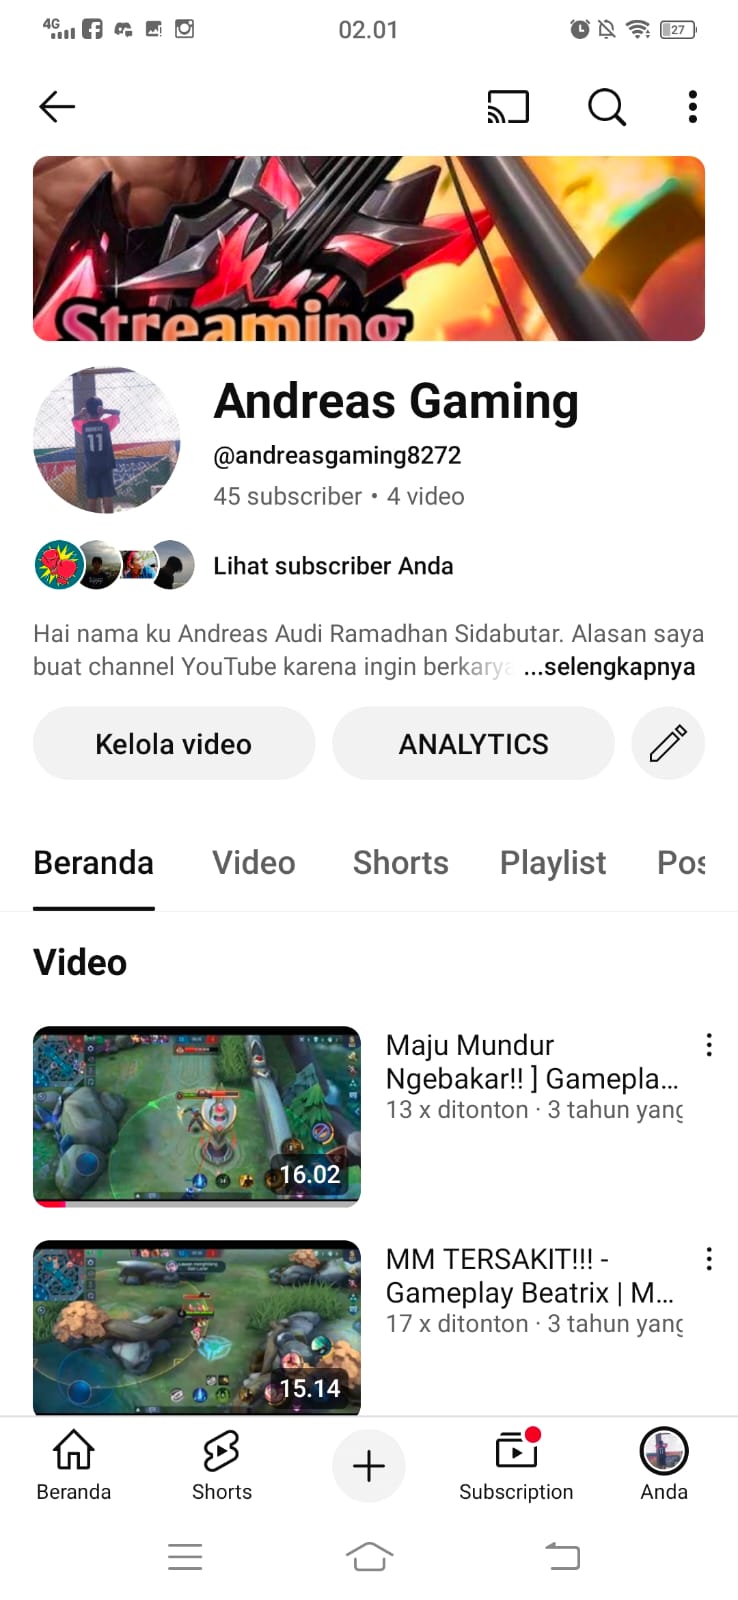 4G
02.01
27
Streaming
Andreas Gaming
@andreasgaming8272
45 subscriber • 4 video
Lihat subscriber Anda
Hai nama ku Andreas Audi Ramadhan Sidabutar. Alasan saya
buat channel YouTube karena ingin berkarya ...selengkapnya
Kelola video
ANALYTICS
Beranda
Video
Shorts
Playlist
Pos
Video
Maju Mundur
Ngebakar!! ] Gamepla...
13 x ditonton · 3 tahun yang
16.02
MM TERSAKIT!!! -
Gameplay Beatrix | M...
17 x ditonton · 3 tahun yang
15.14
Beranda
Shorts
Subscription
Anda